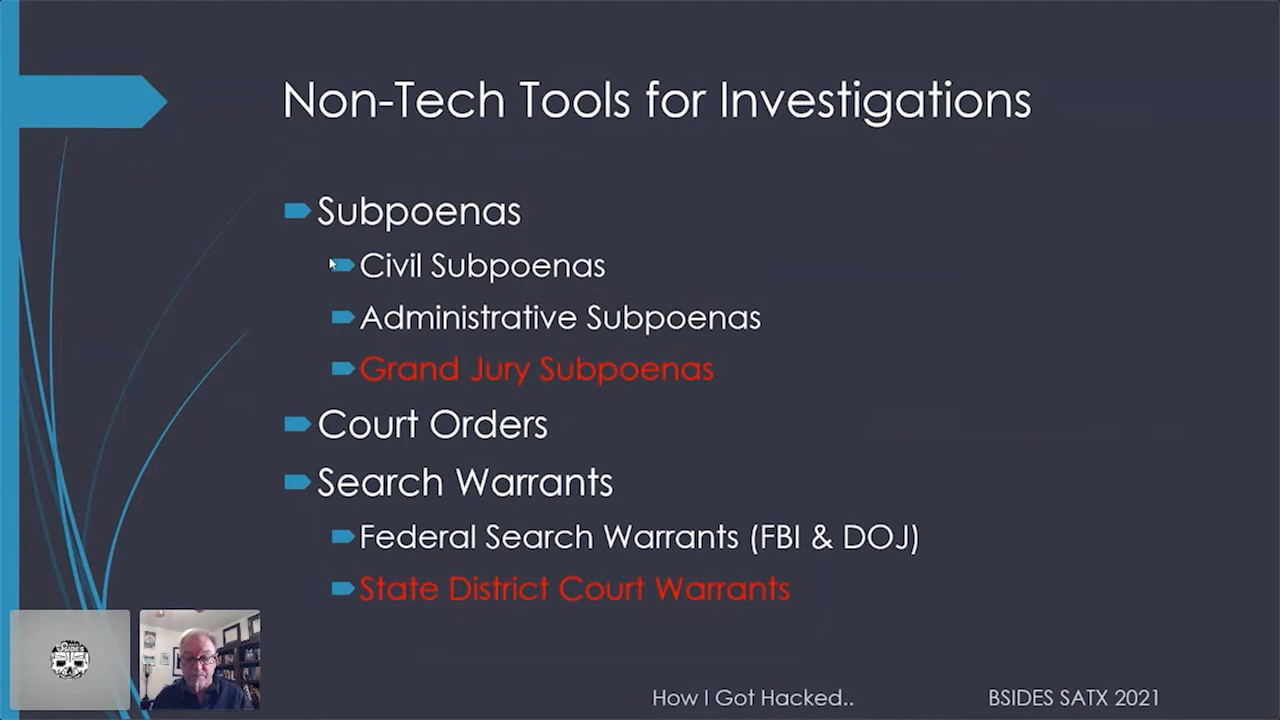 Non-Tech Tools for Investigations
Subpoenas
Civil Subpoenas
Administrative Subpoenas
Grand Jury Subpoenas
Court Orders
Search Warrants
Federal Search Warrants (FBI & DOJ)
State District Court Warrants
SIDES
How I Got Hacked..
BSIDES SATX 2021